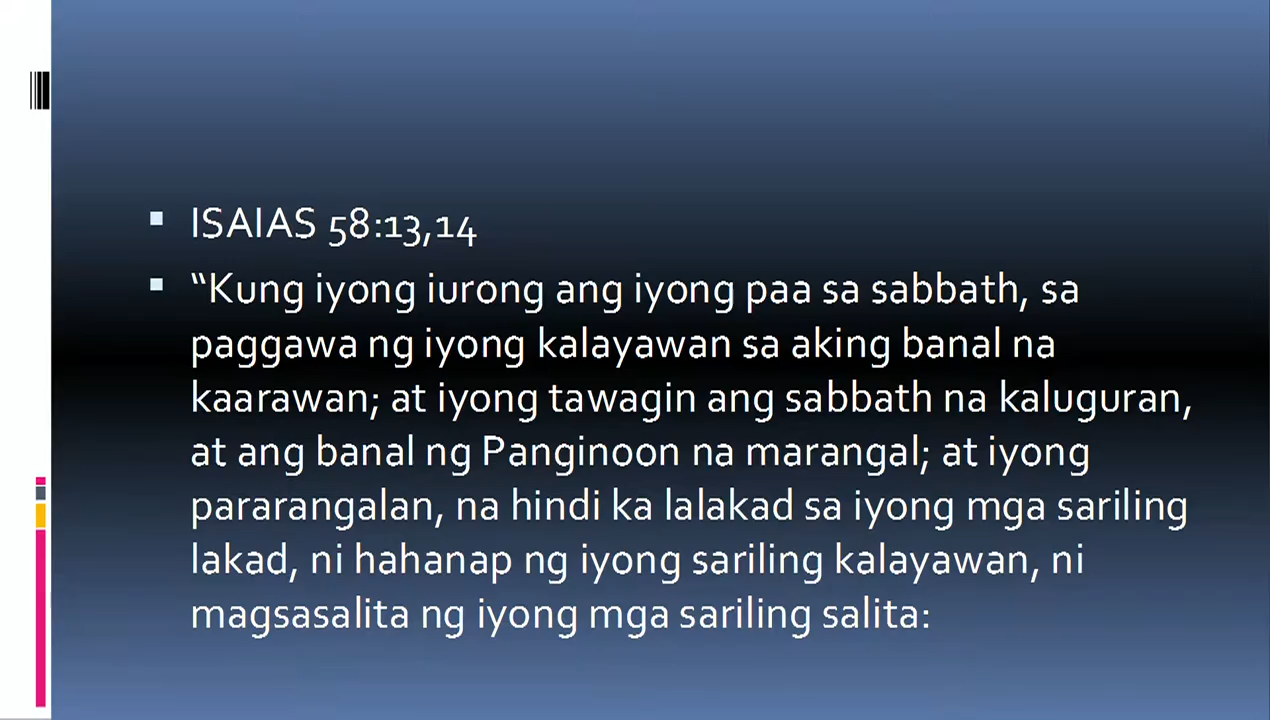 ISAIAS 58:13,14
“Kung iyong iurong ang iyong paa sa sabbath, sa
paggawa ng iyong kalayawan sa aking banal na
kaarawan; at iyong tawagin ang sabbath na kaluguran,
at ang banal ng Panginoon na marangal; at iyong
pararangalan, na hindi ka lalakad sa iyong mga sariling
lakad, ni hahanap ng iyong sariling kalayawan, ni
magsasalita ng iyong mga sariling salita: